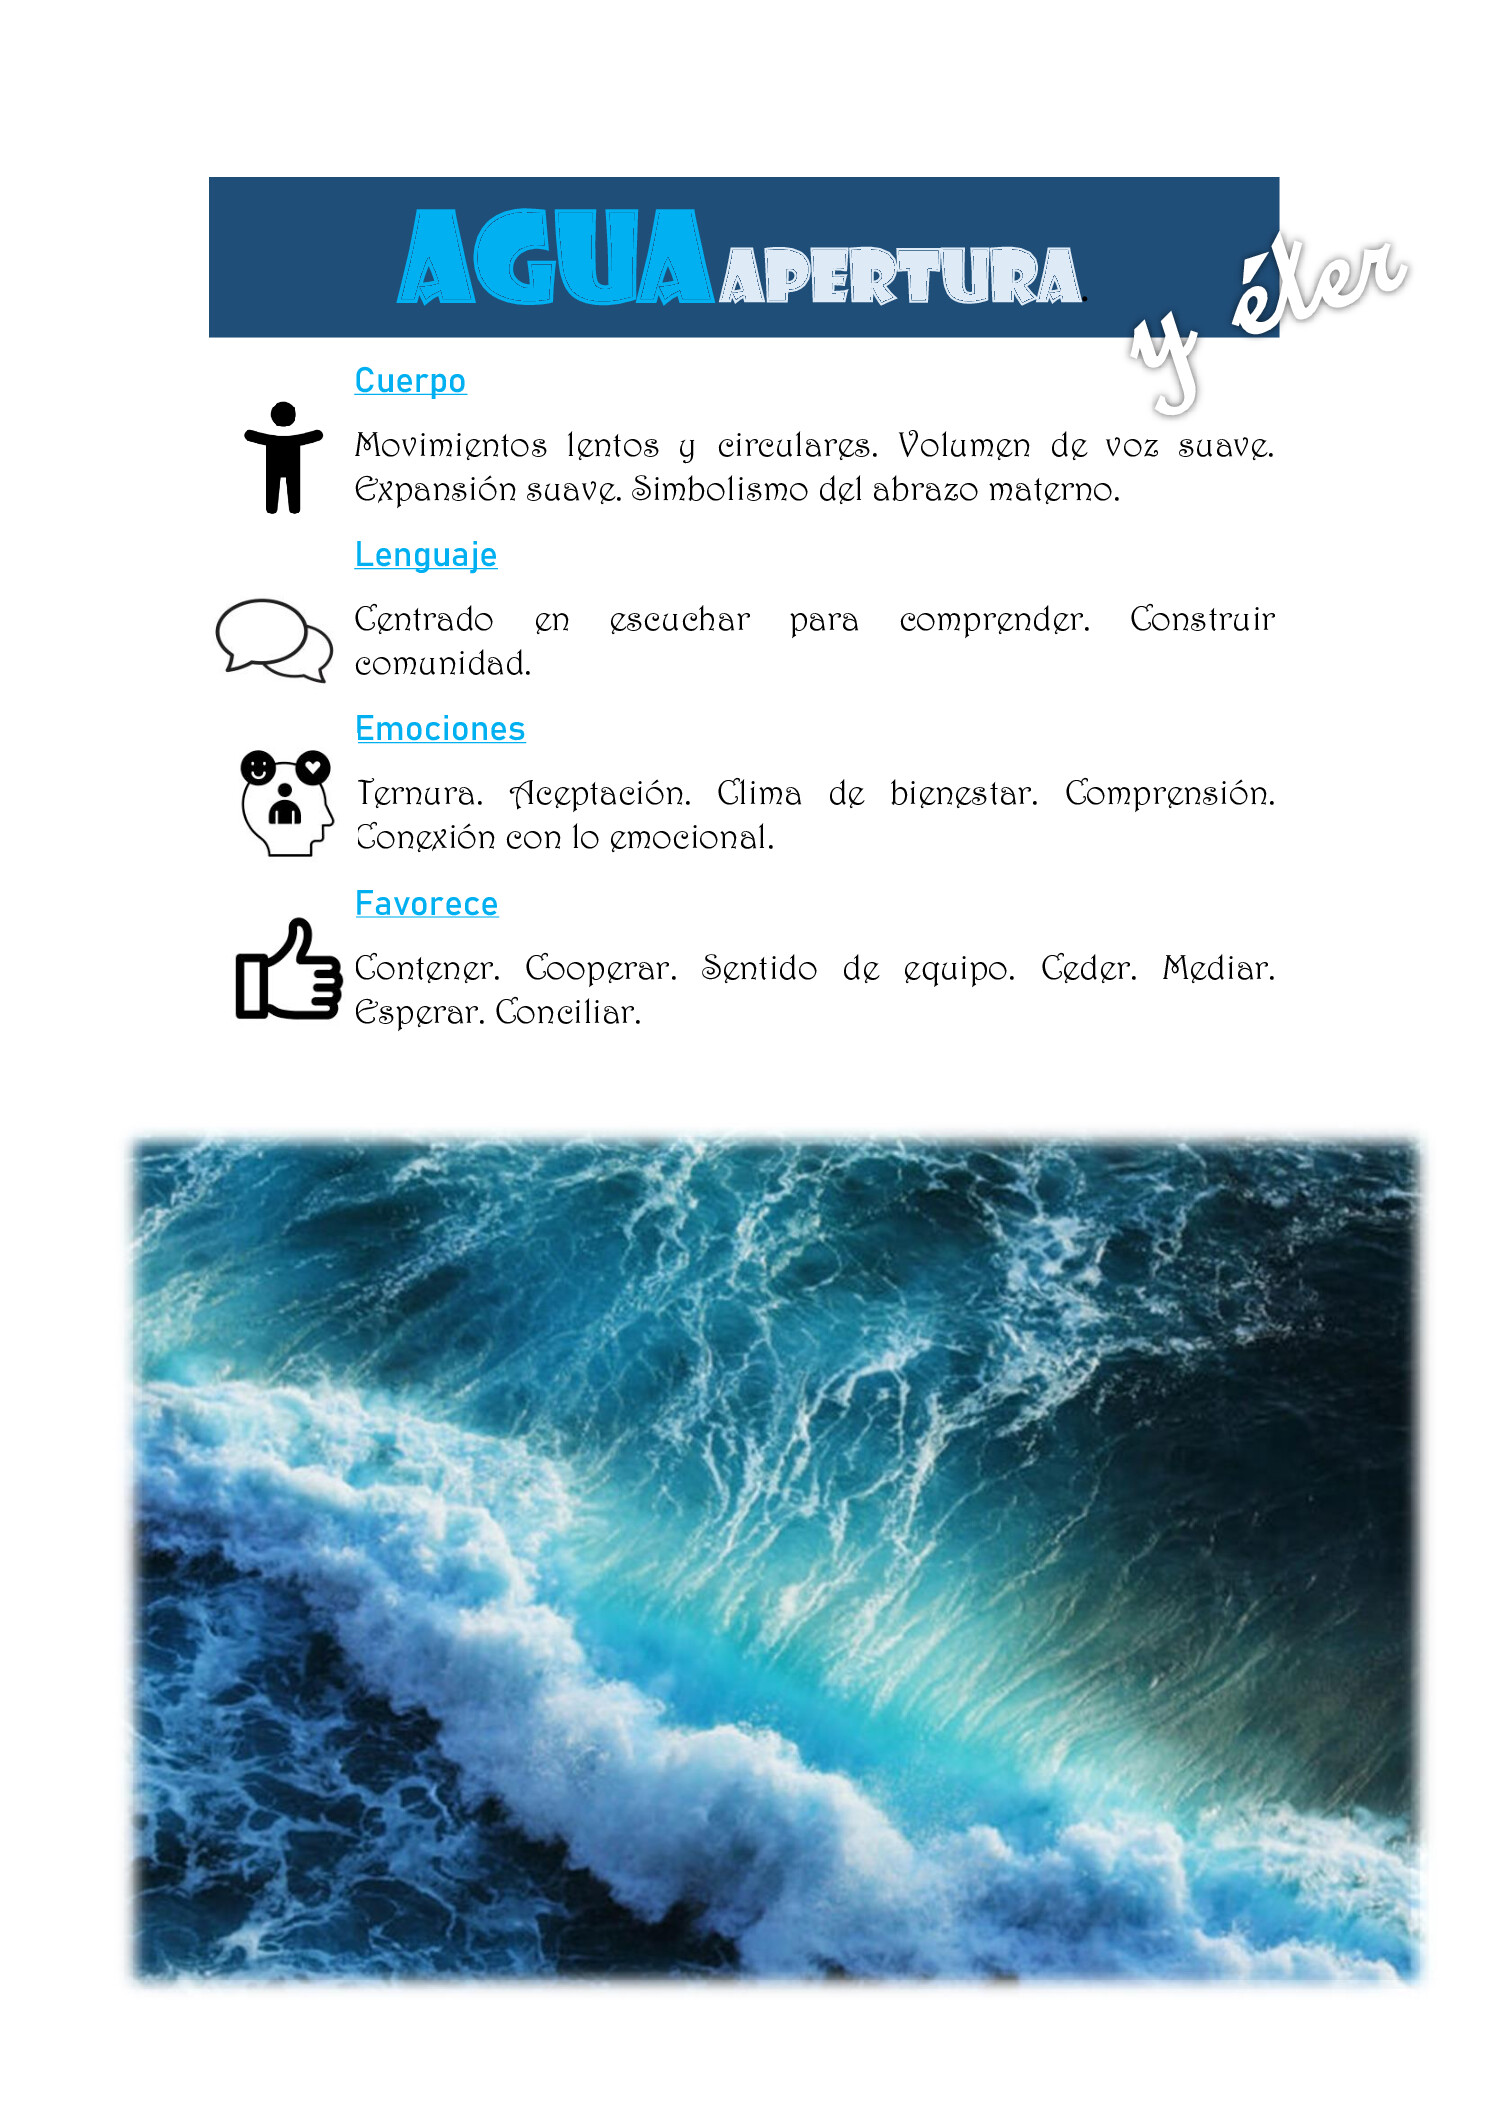 AGUA APERTURA.
y éter
Cuerpo
Movimientos lentos y circulares. Volumen de voz suave.
Expansión suave. Simbolismo del abrazo materno.
Lenguaje
Centrado en escuchar para comprender. Construir
comunidad.
Emociones
Ternura. Aceptación. Clima de bienestar. Comprensión.
Conexión con lo emocional.
Favorece
Contener. Cooperar. Sentido de equipo. Ceder. Mediar.
Esperar. Conciliar.